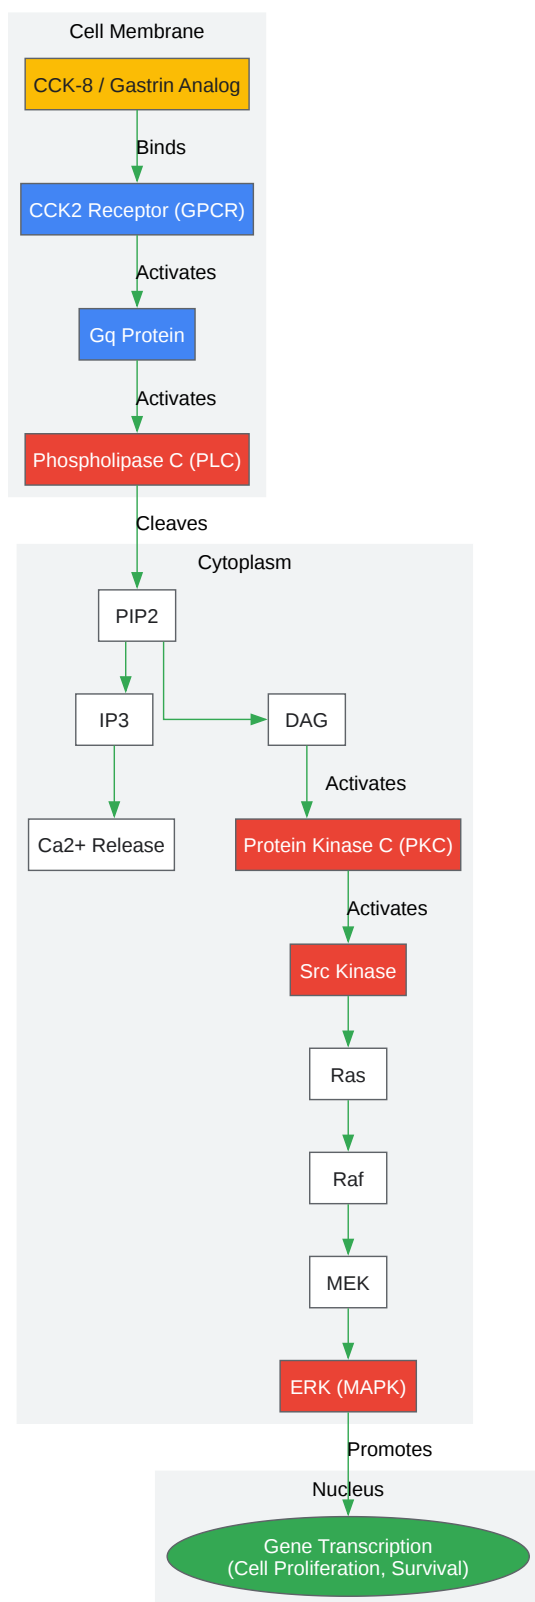 Cell Membrane
CCK-8 / Gastrin Analog
Binds
CCK2 Receptor (GPCR)
Activates
Gq Protein
Activates
Phospholipase C (PLC)
Cleaves
Cytoplasm
PIP2
IP3
DAG
Activates
Ca2+ Release
Protein Kinase C (PKC)
Activates
Src Kinase
Ras
Raf
MEK
ERK (MAPK)
Promotes
Nucleus
Gene Transcription
(Cell Proliferation, Survival)